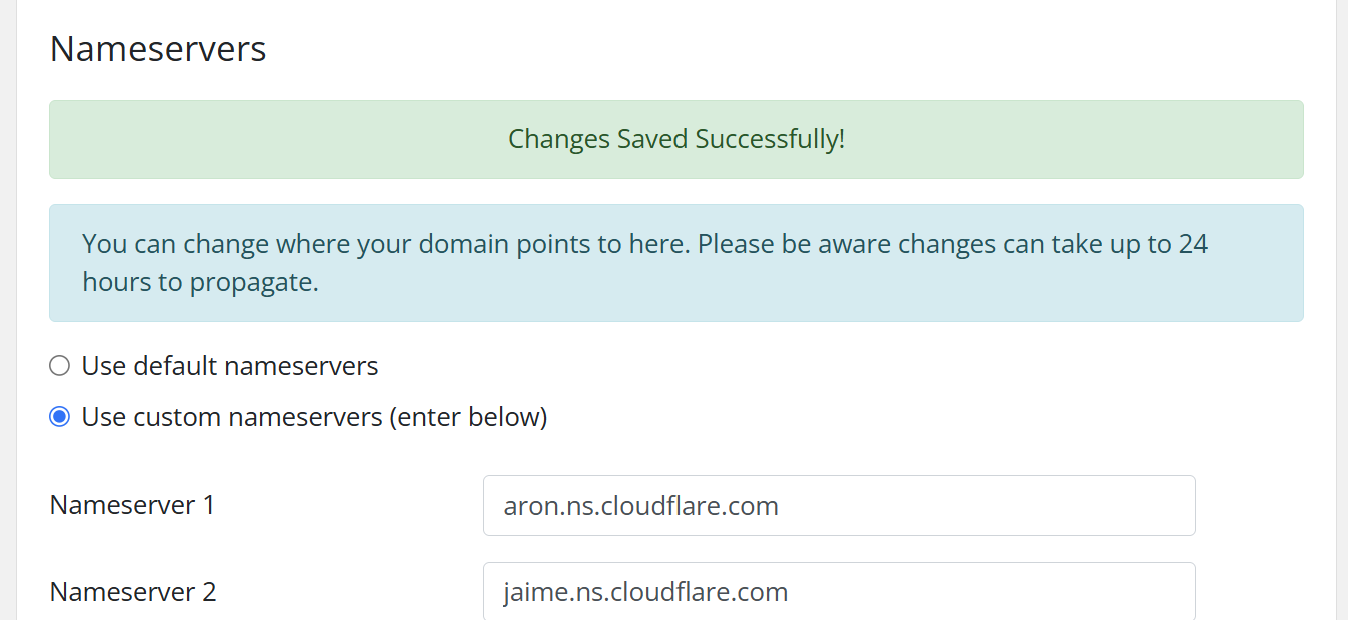 Nameservers
Changes Saved Successfully!
You can change where your domain points to here. Please be aware changes can take up to 24
hours to propagate.
Use default nameservers
Use custom nameservers (enter below)
Nameserver 1
aron.ns.cloudflare.com
Nameserver 2
jaime.ns.cloudflare.com